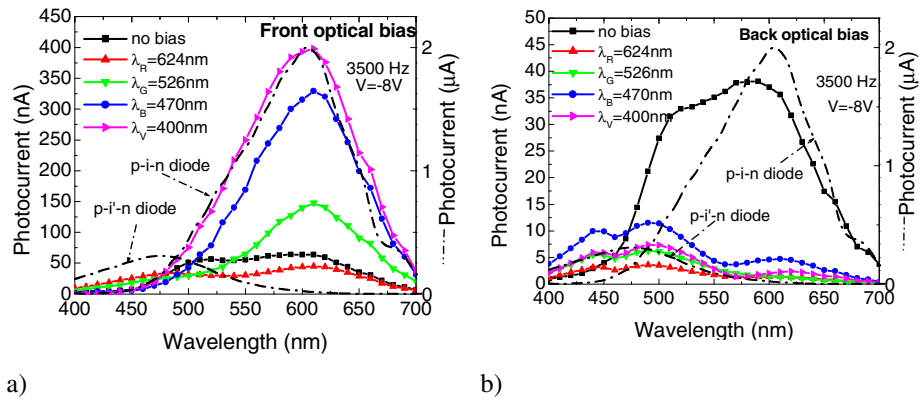 Front optical bias
no bias
λR=624nm
λG=526nm
λB=470nm
λV=400nm
3500 Hz
V=-8V
p-i-n diode
p-i'-n diode
450
400
350
300
250
200
150
100
50
0
Photocurrent (nA)
2
1
0
Photocurrent (µA)
400 450 500 550 600 650 700
Wavelength (nm)
a)
Back optical bias
no bias
λR=624nm
λG=526nm
λB=470nm
λV=400nm
3500 Hz
V=-8V
p-i-n diode
p-i'-n diode
50
45
40
35
30
25
20
15
10
5
0
Photocurrent (nA)
2
1
0
Photocurrent (µA)
400 450 500 550 600 650 700
Wavelength (nm)
b)